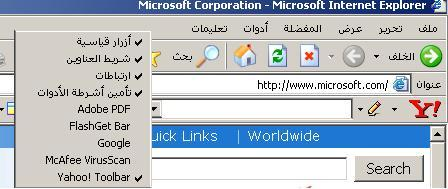 Microsoft Corporation - Microsoft Internet Explorer
ملف تحرير عرض المفضلة أدوات تعليمات
الخلف بحث
عنوان http://www.microsoft.com/
Y!
Quick Links | Worldwide
Search
أزرار قياسية
شريط العناوين
ارتباطات
تأمين أشرطة الأدوات
Adobe PDF
FlashGet Bar
Google
McAfee VirusScan
Yahoo! Toolbar